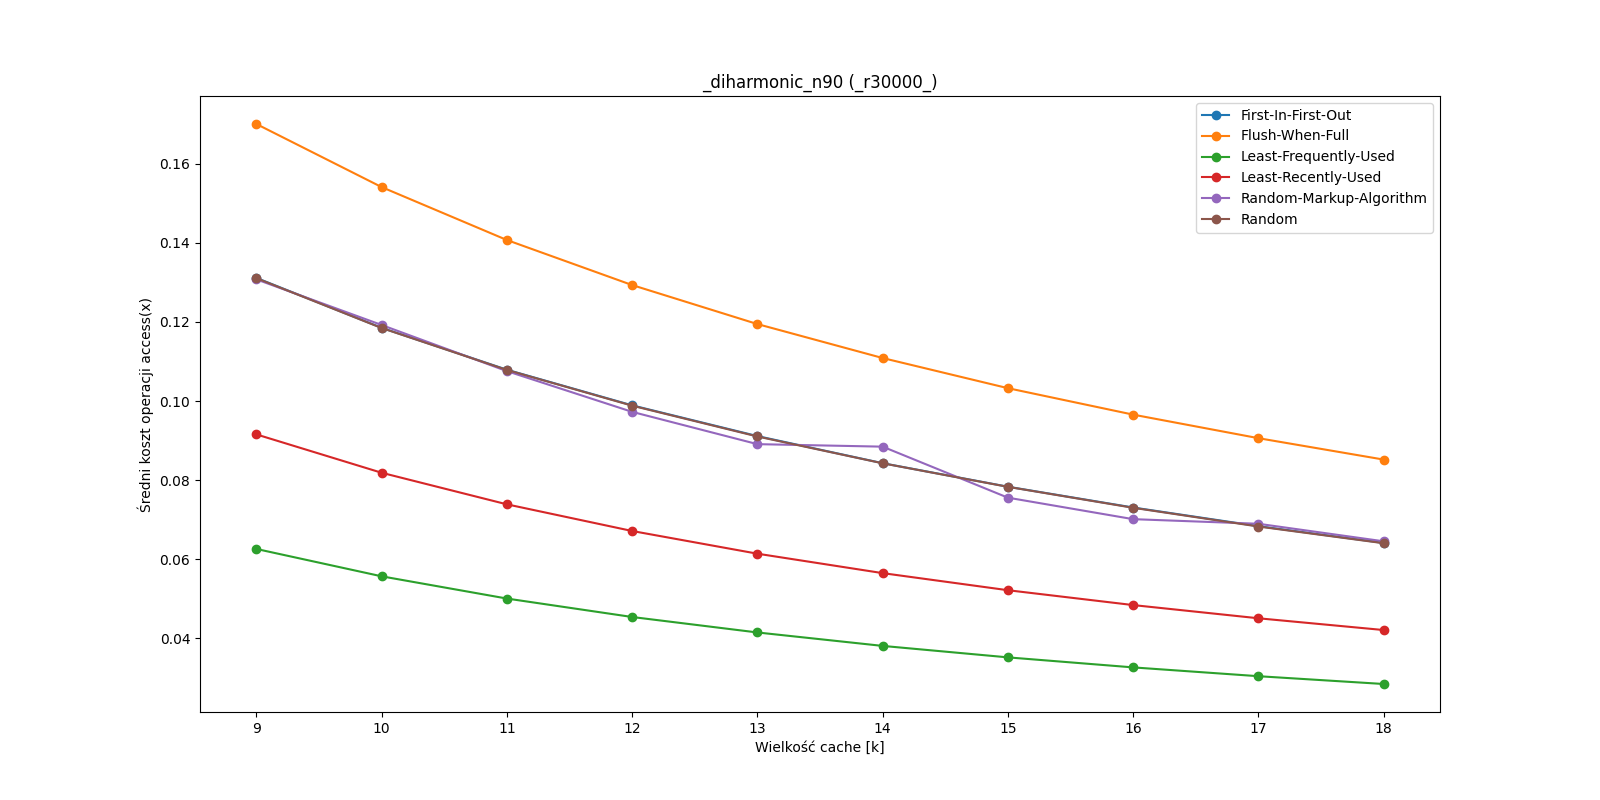 _diharmonic_n90 (_r30000_)
First-In-First-Out
Flush-When-Full
Least-Frequently-Used
Least-Recently-Used
Random-Markup-Algorithm
Random
Średni koszt operacji access(x)
0.16
0.14
0.12
0.10
0.08
0.06
0.04
9 10 11 12 13 14 15 16 17 18
Wielkość cache [k]